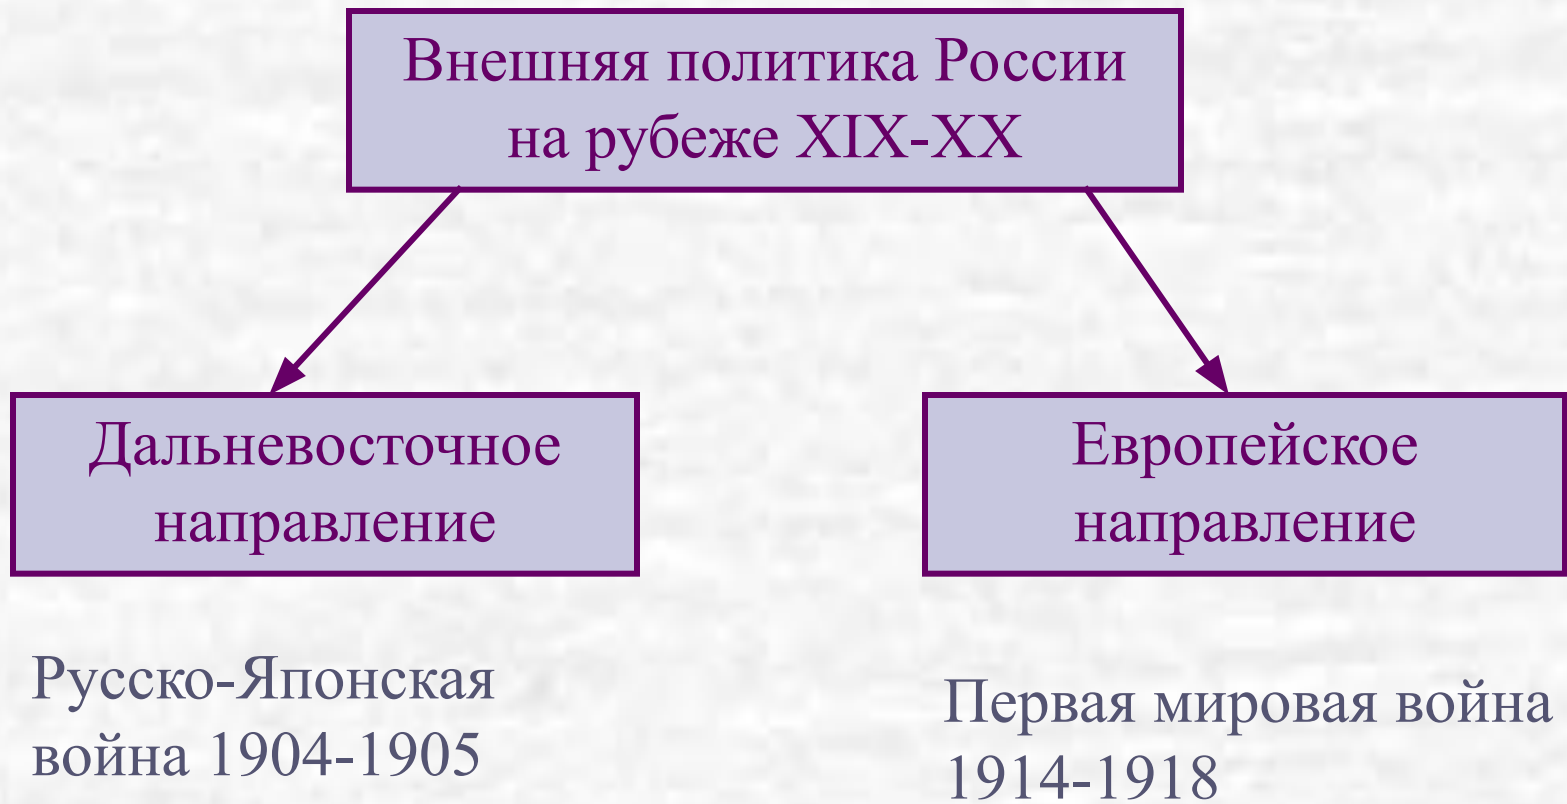 Внешняя политика России
на рубеже XIX-XX
Дальневосточное
направление
Европейское
направление
Русско-Японская
война 1904-1905
Первая мировая война
1914-1918